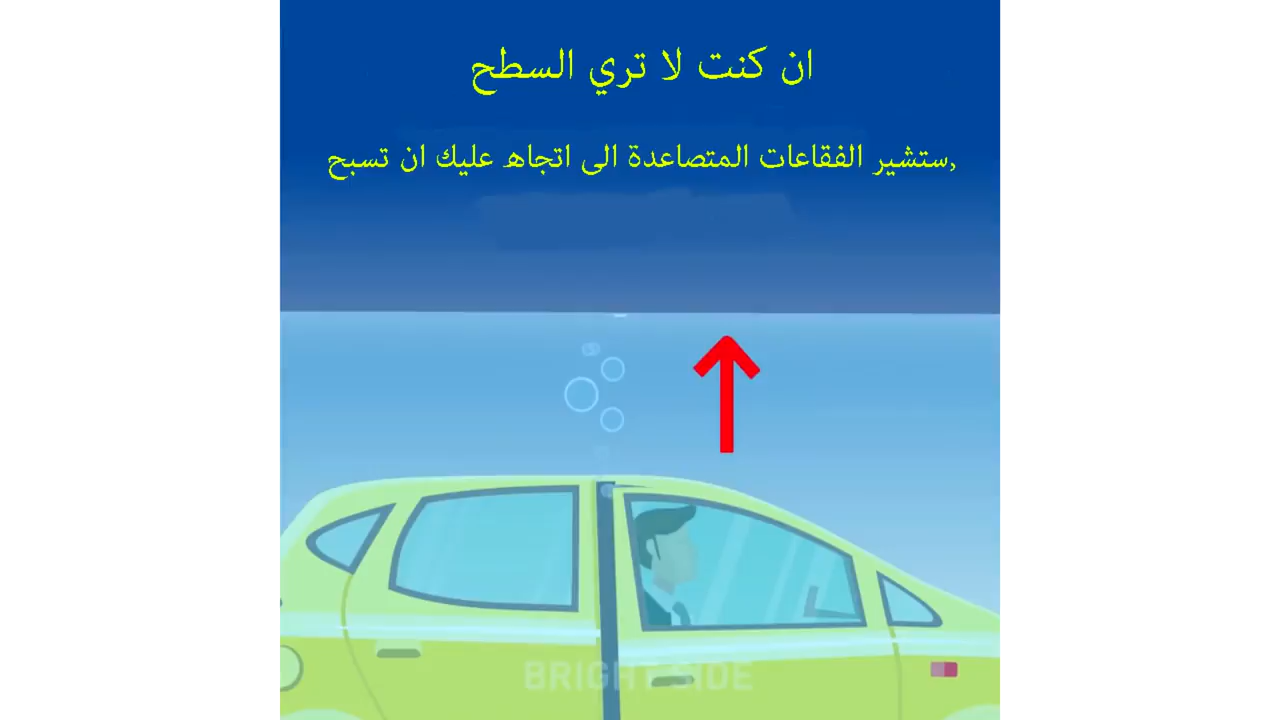 ان كنت لا تري السطح
,ستشير الفقاعات المتصاعدة الى اتجاه عليك ان تسبح
BRIGHT SIDE